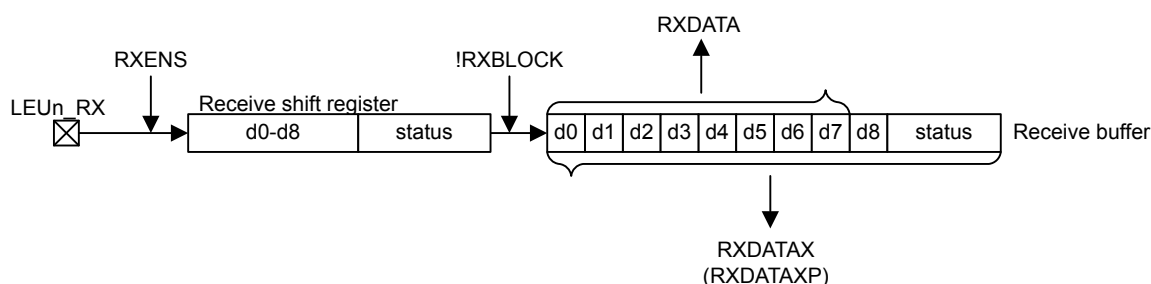 RXDATA
RXENS
!RXBLOCK
LEUn_RX
Receive shift register
d0-d8 status
d0 d1 d2 d3 d4 d5 d6 d7 d8 status
Receive buffer
RXDATAX
(RXDATAXP)